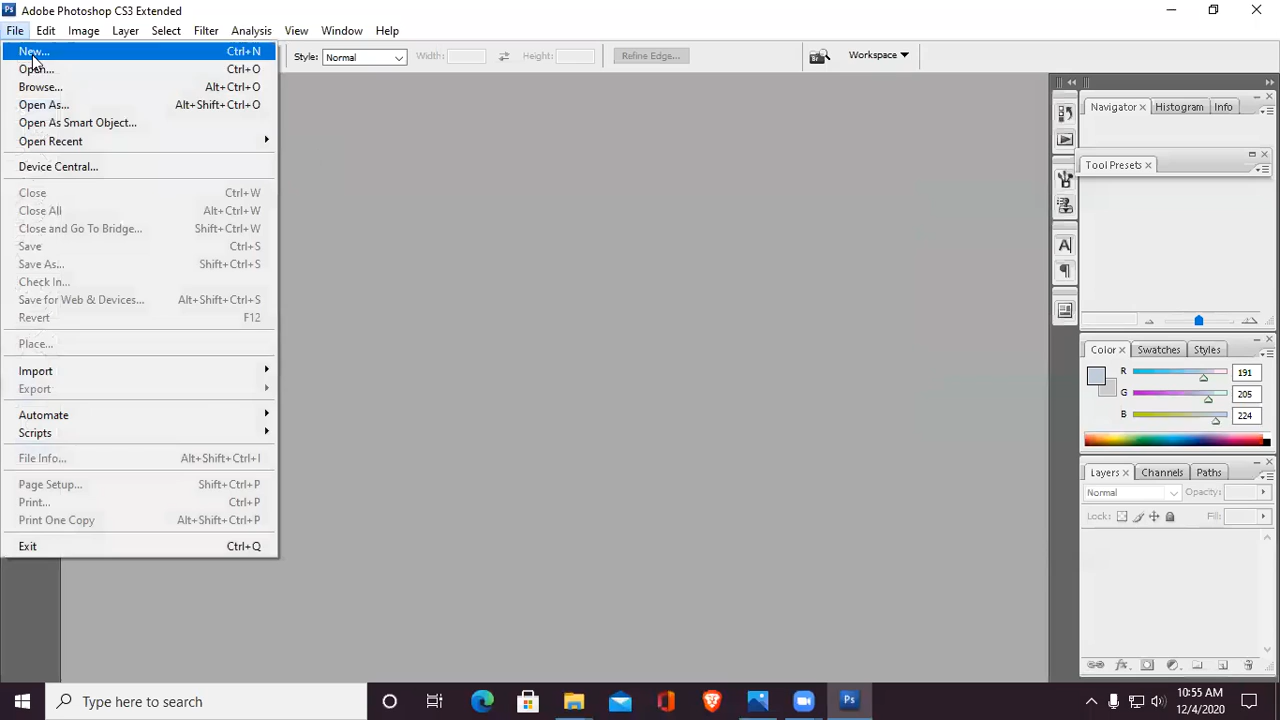 Ps Adobe Photoshop CS3 Extended
File Edit Image Layer Select Filter Analysis View Window Help
New... Ctrl+N
Style: Normal Width: Height: Refine Edge... Br Workspace
Open... Ctrl+O
Browse... Alt+Ctrl+O
Open As... Alt+Shift+Ctrl+O
Open As Smart Object...
Open Recent
Device Central...
Close Ctrl+W
Close All Alt+Ctrl+W
Close and Go To Bridge... Shift+Ctrl+W
Save Ctrl+S
Save As... Shift+Ctrl+S
Check In...
Save for Web & Devices... Alt+Shift+Ctrl+S
Revert F12
Place...
Import
Export
Automate
Scripts
File Info... Alt+Shift+Ctrl+I
Page Setup... Shift+Ctrl+P
Print... Ctrl+P
Print One Copy Alt+Shift+Ctrl+P
Exit Ctrl+Q
Navigator Histogram Info
Tool Presets
Color Swatches Styles
R 191
G 205
B 224
Layers Channels Paths
Normal Opacity:
Lock: Fill:
Type here to search
Ps
10:55 AM
12/4/2020